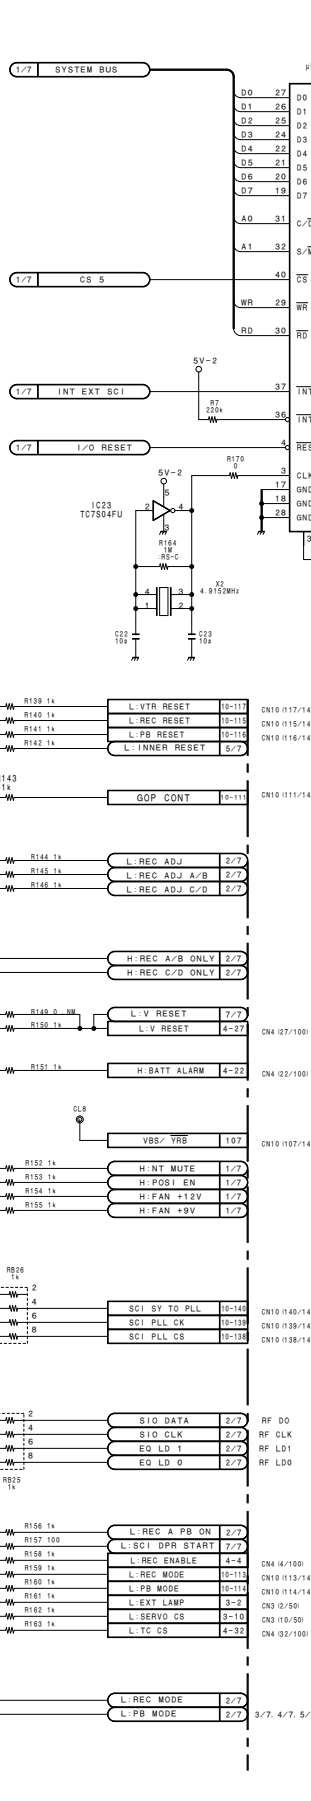 1/7 SYSTEM BUS
D0 27 D0
D1 26 D1
D2 25 D2
D3 24 D3
D4 22 D4
D5 21 D5
D6 20 D6
D7 19 D7
A0 31
A1 32
1/7 CS 5 40 CS
WR 29 WR
RD 30 RD
5V-2
1/7 INT EXT SCI 37 INT
R7 36 INT
220k
1/7 I/O RESET 4 RES
R170
0
5V-2 3 CLK
5 17 GND
IC23 2 4 18 GND
TC7S04FU 3 28 GND
R164
1M
:RS-C
X2
4 3 4.9152MHz
1 2
C22 C23
10p 10p
R139 1k L:VTR RESET 10-117 CN10 (117/14
R140 1k L:REC RESET 10-115 CN10 (115/14
R141 1k L:PB RESET 10-116 CN10 (116/14
R142 1k L:INNER RESET 5/7
143
1k GOP CONT 10-111 CN10 (111/14
R144 1k L:REC ADJ 2/7
R145 1k L:REC ADJ A/B 2/7
R146 1k L:REC ADJ C/D 2/7
H:REC A/B ONLY 2/7
H:REC C/D ONLY 2/7
R149 0 :NM L:V RESET 7/7
R150 1k L:V RESET 4-27 CN4 (27/100)
R151 1k H:BATT ALARM 4-22 CN4 (22/100)
CL8
VBS/ YRB 107 CN10 (107/14
R152 1k H:NT MUTE 1/7
R153 1k H:POSI EN 1/7
R154 1k H:FAN +12V 1/7
R155 1k H:FAN +9V 1/7
RB26
1k
2
4 SCI SY TO PLL 10-140 CN10 (140/14
6 SCI PLL CK 10-139 CN10 (139/14
8 SCI PLL CS 10-138 CN10 (138/14
2 SIO DATA 2/7 RF DO
4 SIO CLK 2/7 RF CLK
6 EQ LD 1 2/7 RF LD1
8 EQ LD 0 2/7 RF LD0
RB25
1k
R156 1k L:REC A PB ON 2/7
R157 100 L:SCI DPR START 7/7
R158 1k L:REC ENABLE 4-4 CN4 (4/100)
R159 1k L:REC MODE 10-113 CN10 (113/14
R160 1k L:PB MODE 10-114 CN10 (114/14
R161 1k L:EXT LAMP 3-2 CN3 (2/50)
R162 1k L:SERVO CS 3-10 CN3 (10/50)
R163 1k L:TC CS 4-32 CN4 (32/100)
L:REC MODE 2/7
L:PB MODE 2/7 3/7. 4/7. 5/